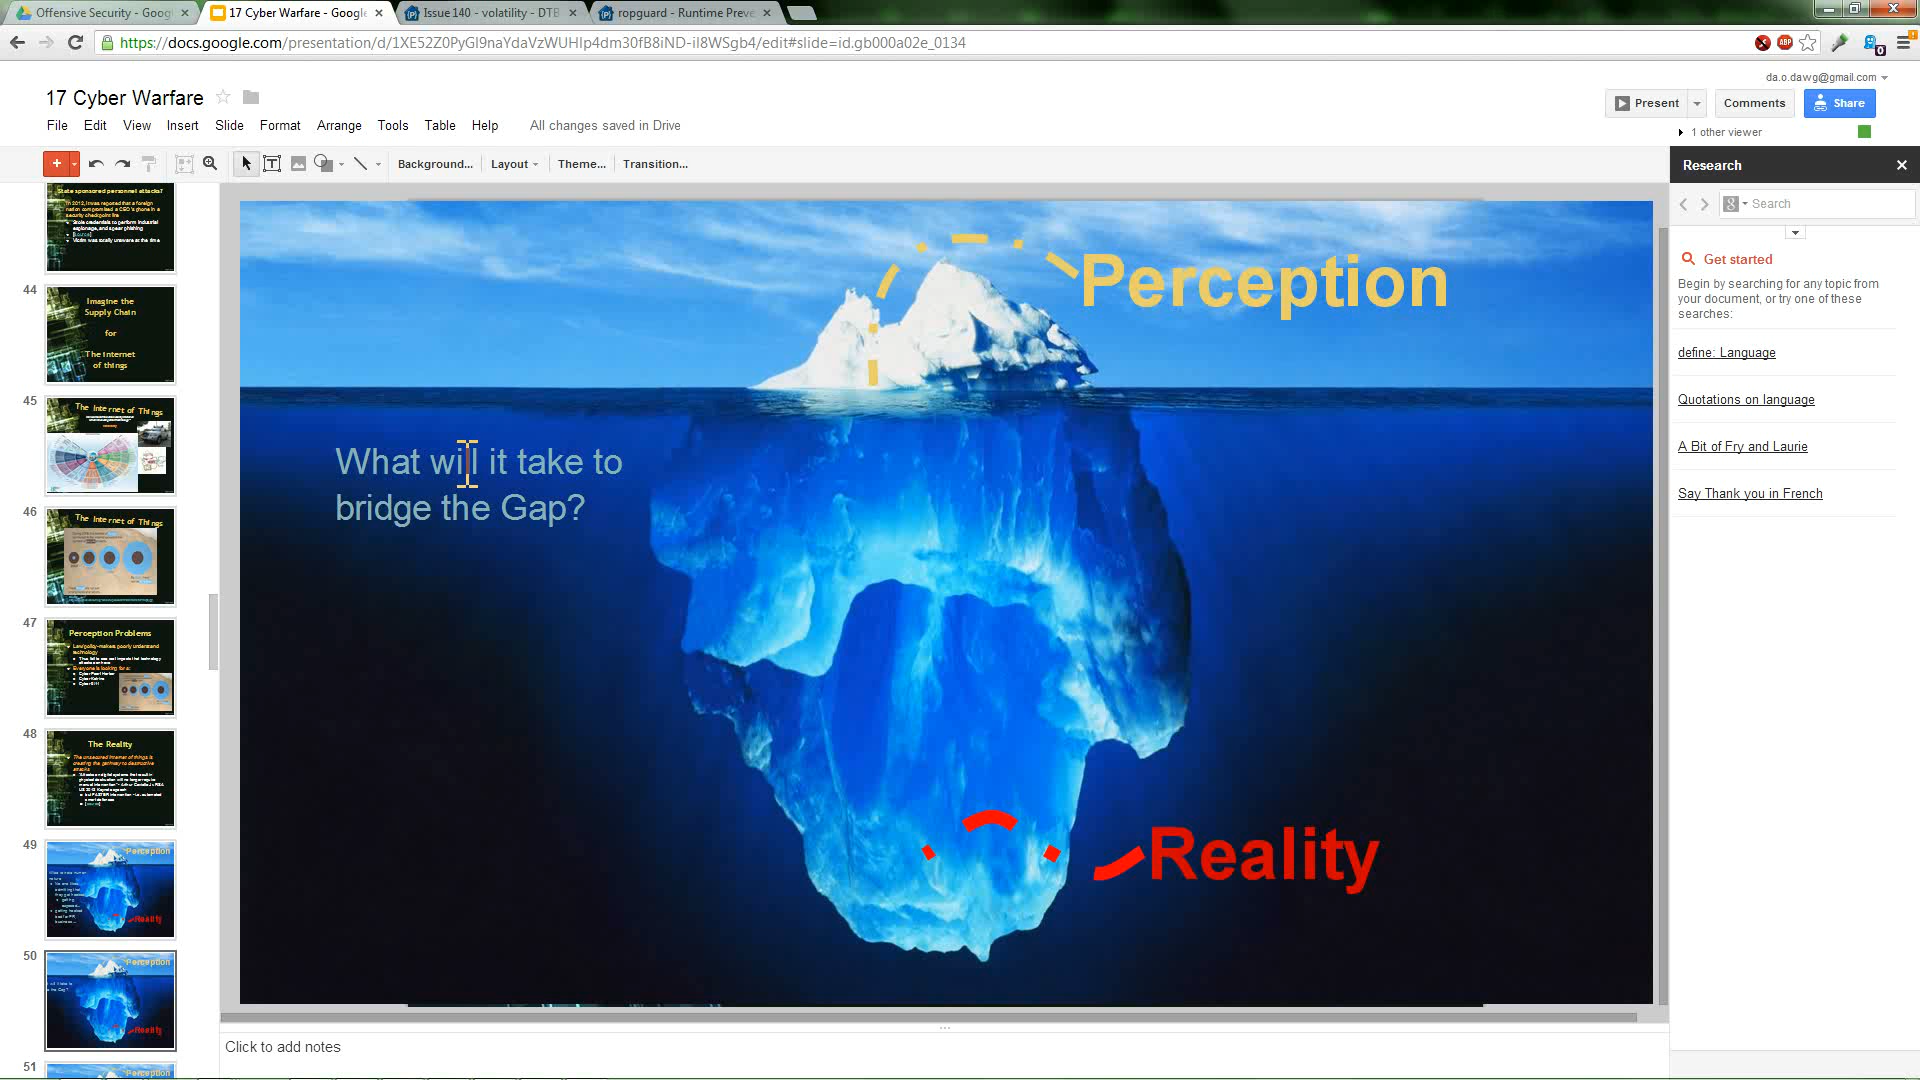 Offensive Security - Goog
17 Cyber Warfare - Google
Issue 140 - volatility - DTB
ropguard - Runtime Preve
https://docs.google.com/presentation/d/1XE52Z0PyGl9naYdaVzWUHlp4dm30fB8iND-il8WSgb4/edit#slide=id.gb000a02e_0134
da.o.dawg@gmail.com
17 Cyber Warfare
Present
Comments
Share
File Edit View Insert Slide Format Arrange Tools Table Help All changes saved in Drive
1 other viewer
Background... Layout Theme... Transition...
Research
Search
Get started
Begin by searching for any topic from
your document, or try one of these
searches:
define: Language
Quotations on language
A Bit of Fry and Laurie
Say Thank you in French
State sponsored personnel attacks?
44
Imagine the
Supply Chain
for
The Internet
of things
45
The Internet of Things
46
The Internet of Things
47
Perception Problems
48
The Reality
49
Perception
Reality
50
Perception
Reality
51
Perception
Perception
What will it take to
bridge the Gap?
Reality
Click to add notes